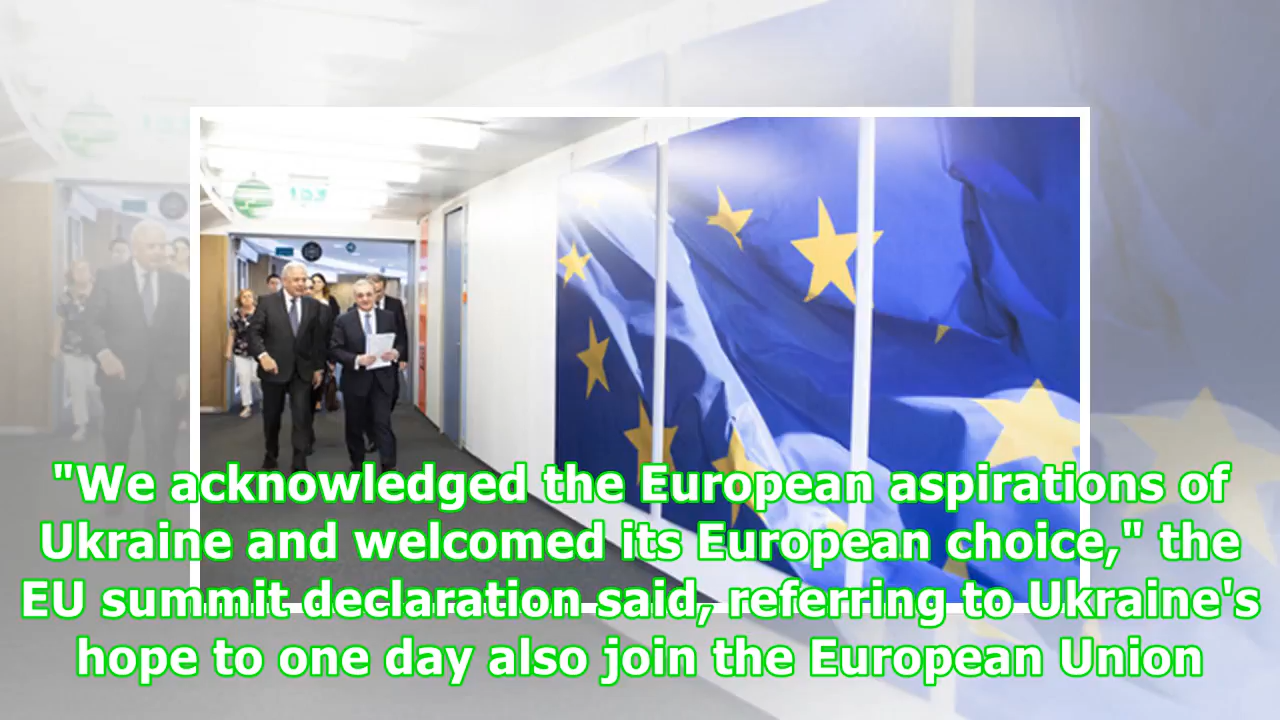 "We acknowledged the European aspirations of
Ukraine and welcomed its European choice," the
EU summit declaration said, referring to Ukraine's
hope to one day also join the European Union